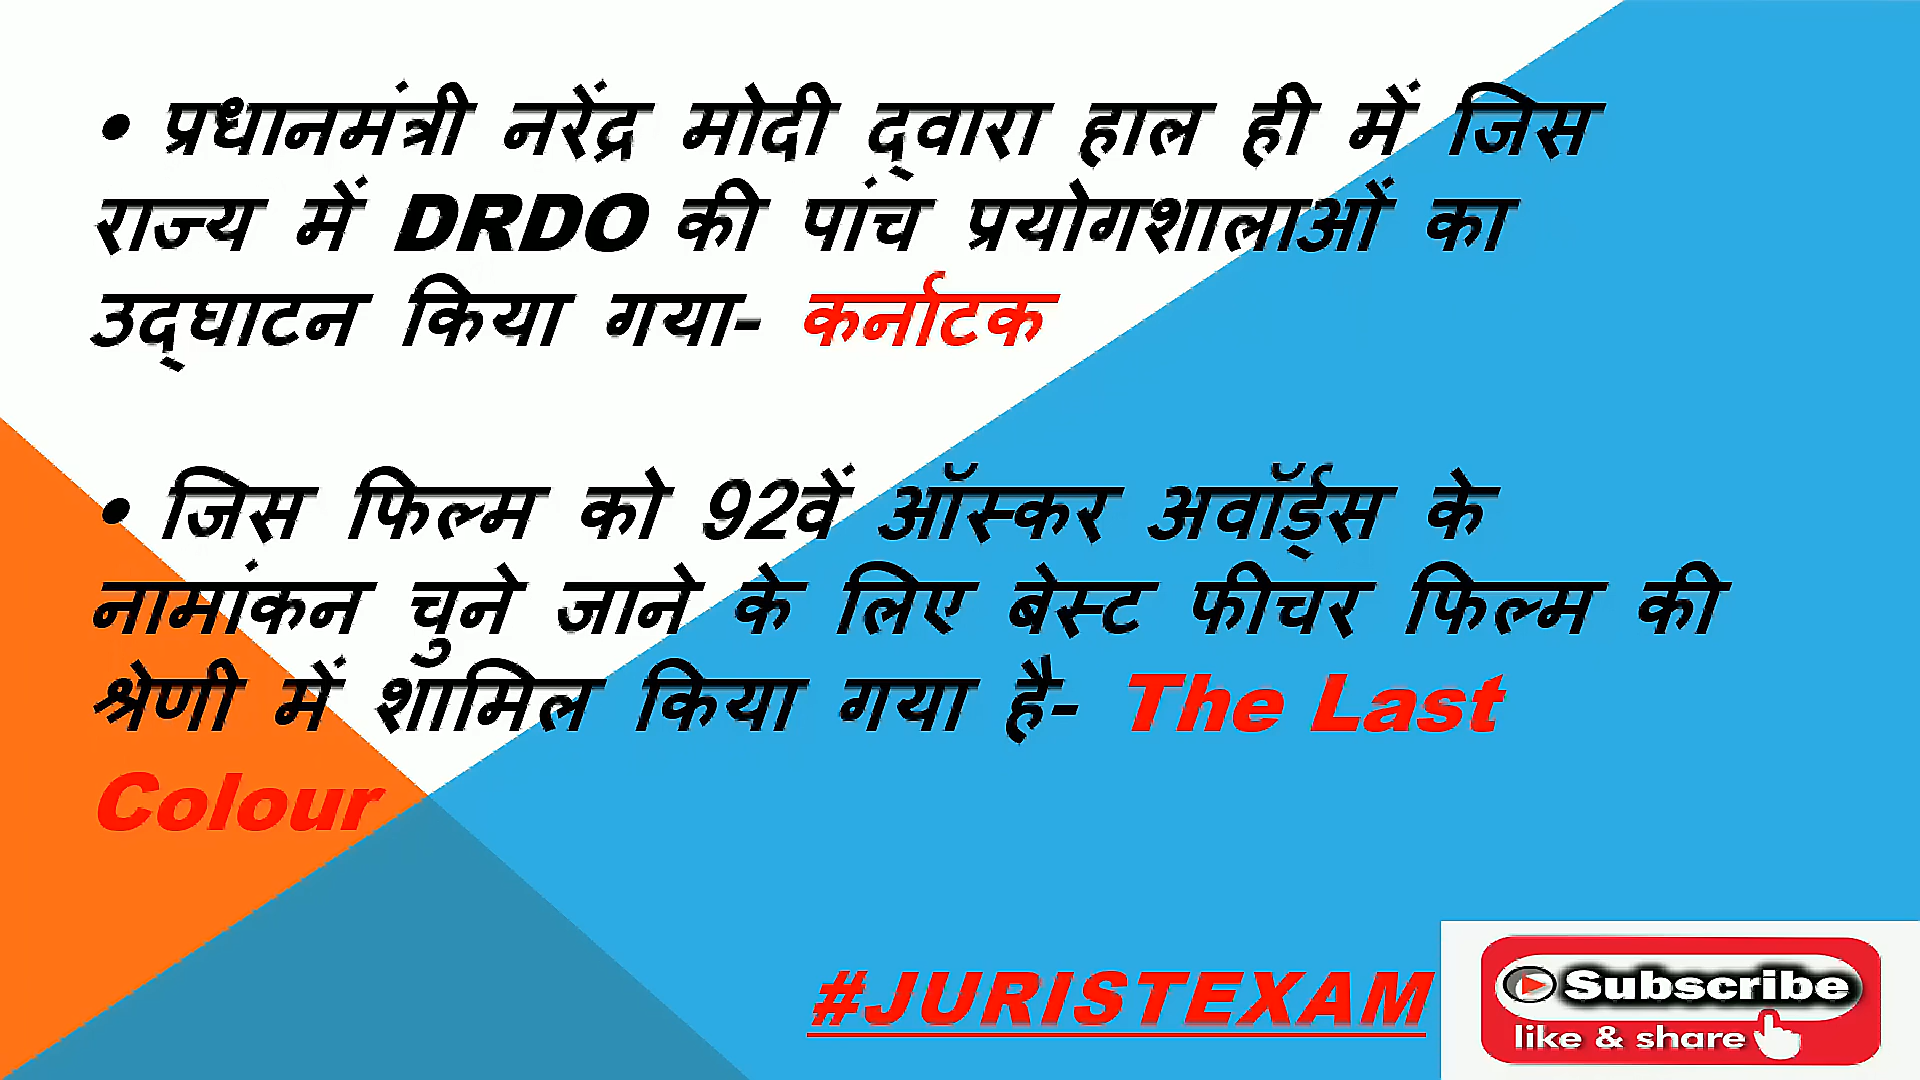 • प्रधानमंत्री नरेंद्र मोदी द्वारा हाल ही में जिस
राज्य में DRDO की पांच प्रयोगशालाओं का
उद्घाटन किया गया- कर्नाटक
• जिस फिल्म को 92वें ऑस्कर अवॉर्ड्स के
नामांकन चुने जाने के लिए बेस्ट फीचर फिल्म की
श्रेणी में शामिल किया गया है- The Last
Colour
#JURISTEXAM
Subscribe
like & share